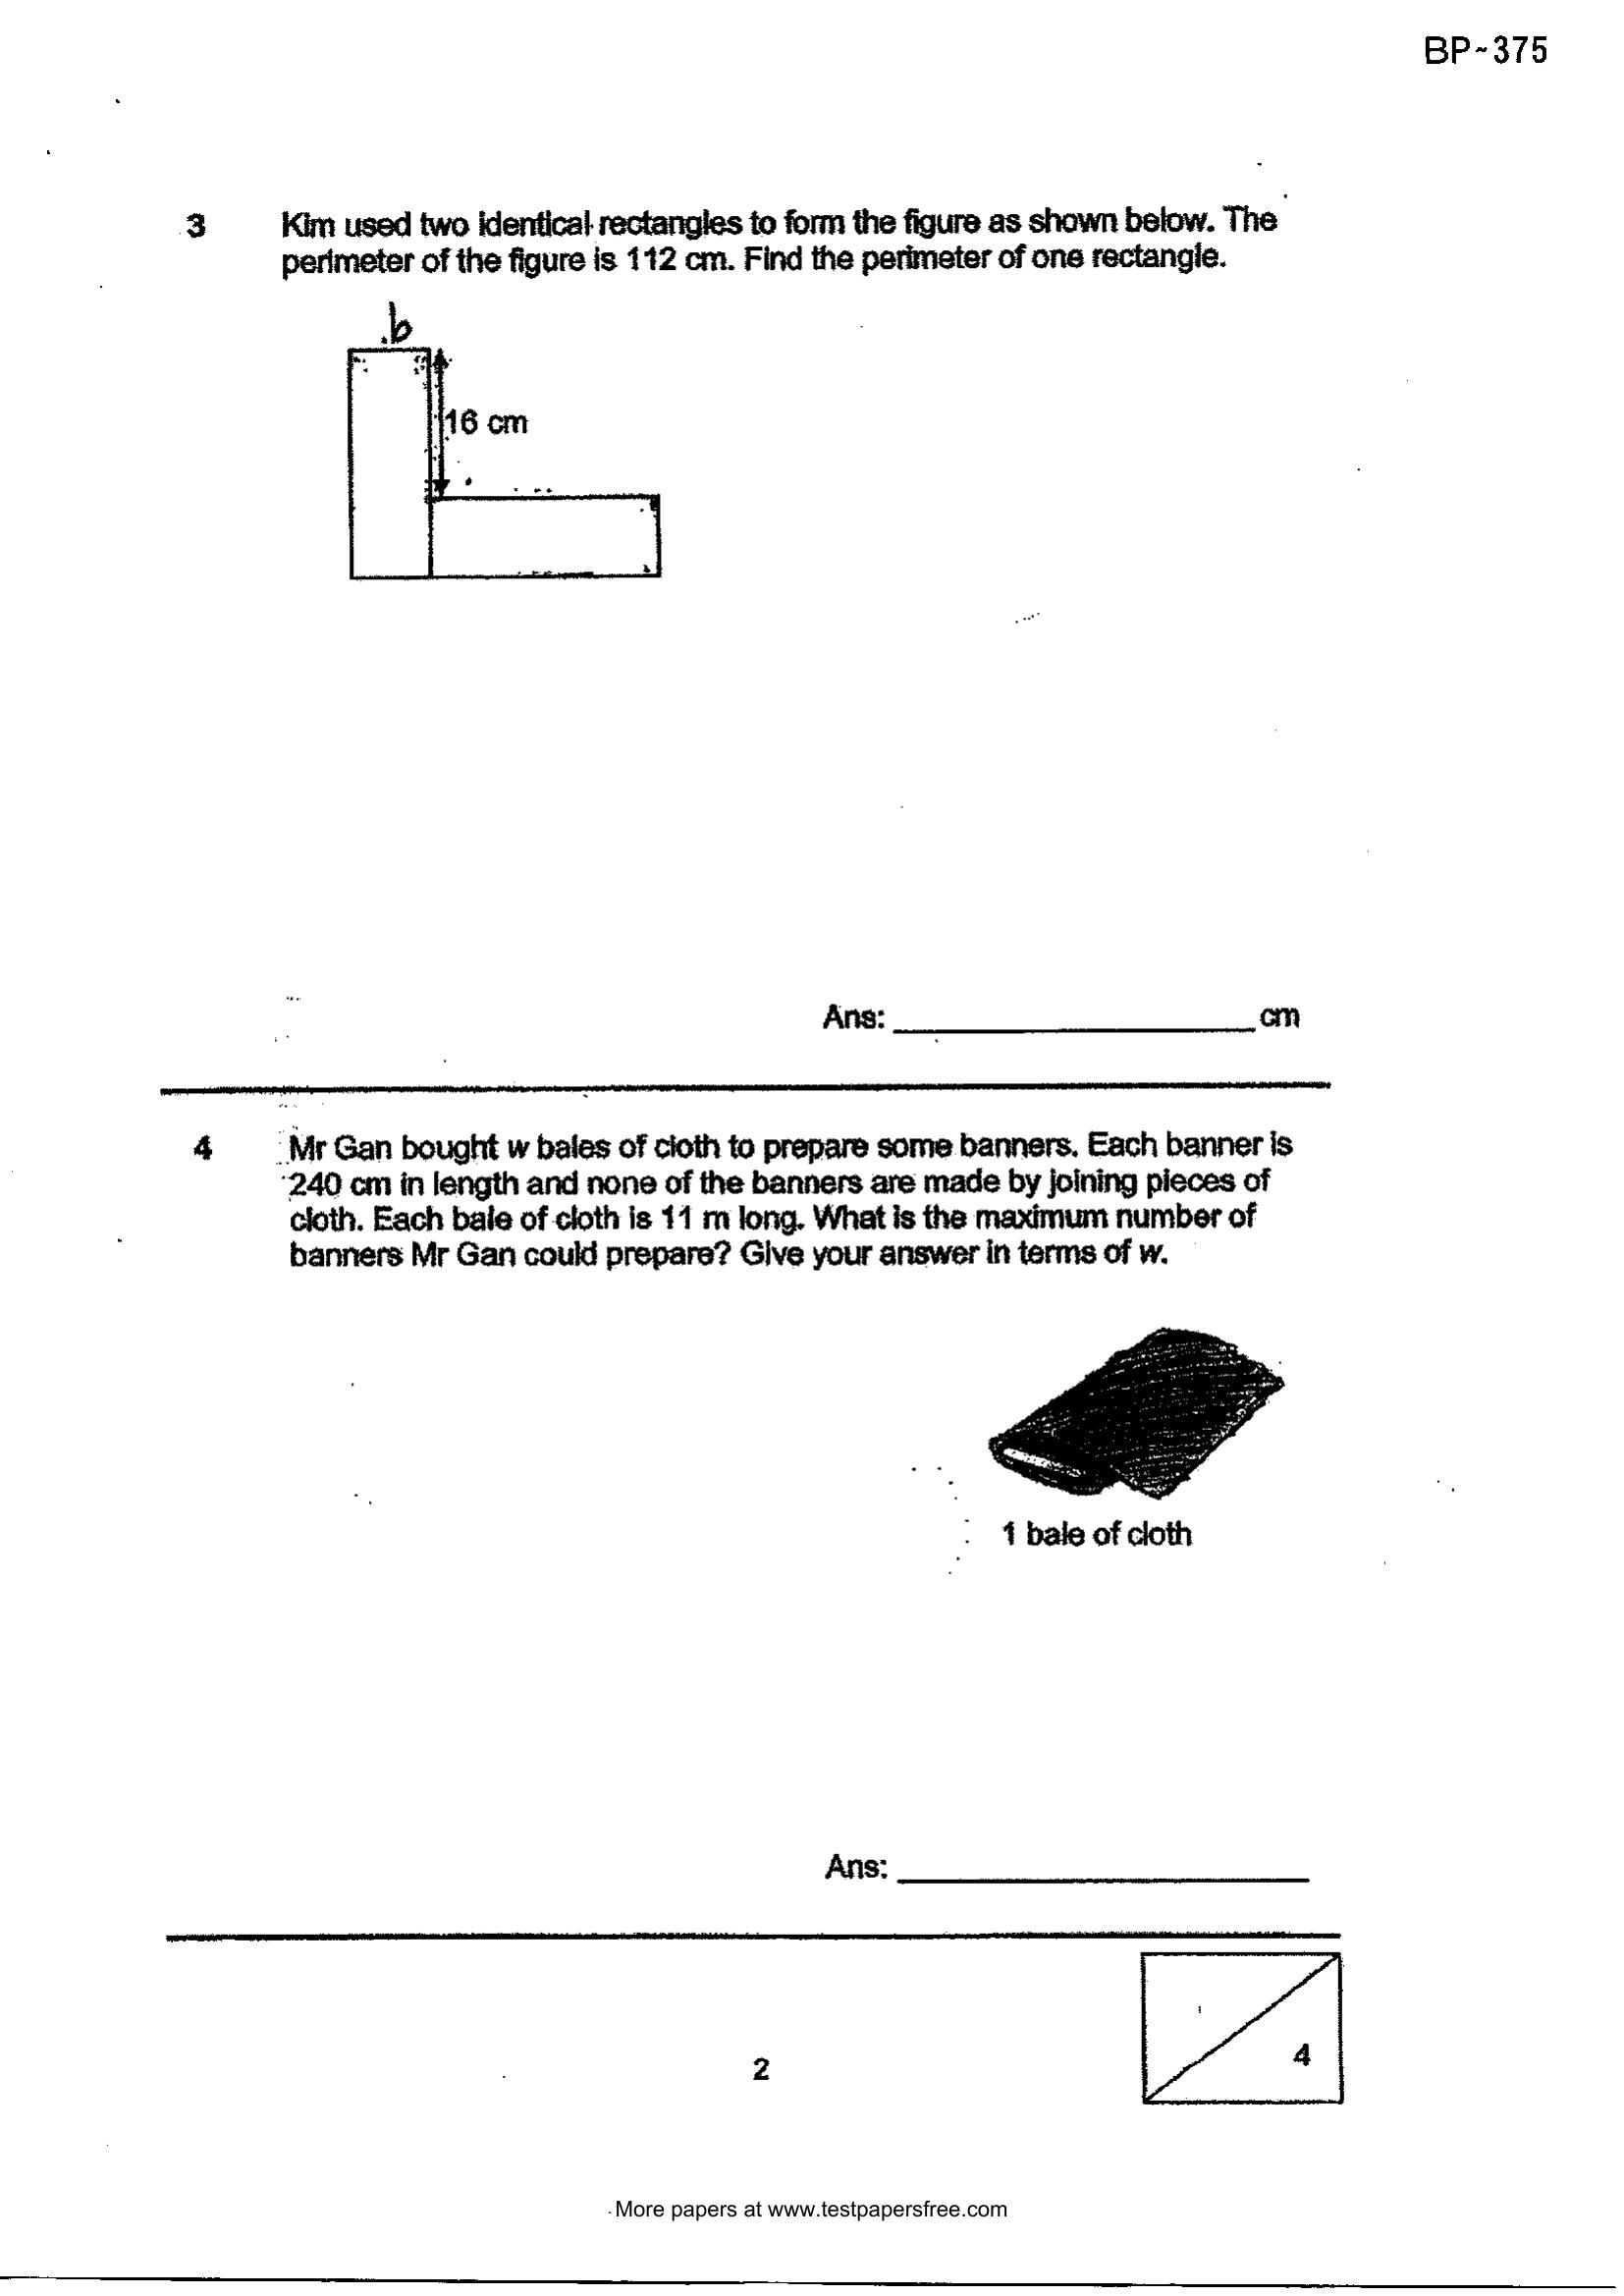 BP-375
3 Kim used two identical rectangles to form the figure as shown below. The
perimeter of the figure is 112 cm. Find the perimeter of one rectangle.
b
16 cm
Ans: ____________ cm
4 Mr Gan bought w bales of cloth to prepare some banners. Each banner is
240 cm in length and none of the banners are made by joining pieces of
cloth. Each bale of cloth is 11 m long. What is the maximum number of
banners Mr Gan could prepare? Give your answer in terms of w.
1 bale of cloth
Ans: ____________
4
2
More papers at www.testpapersfree.com